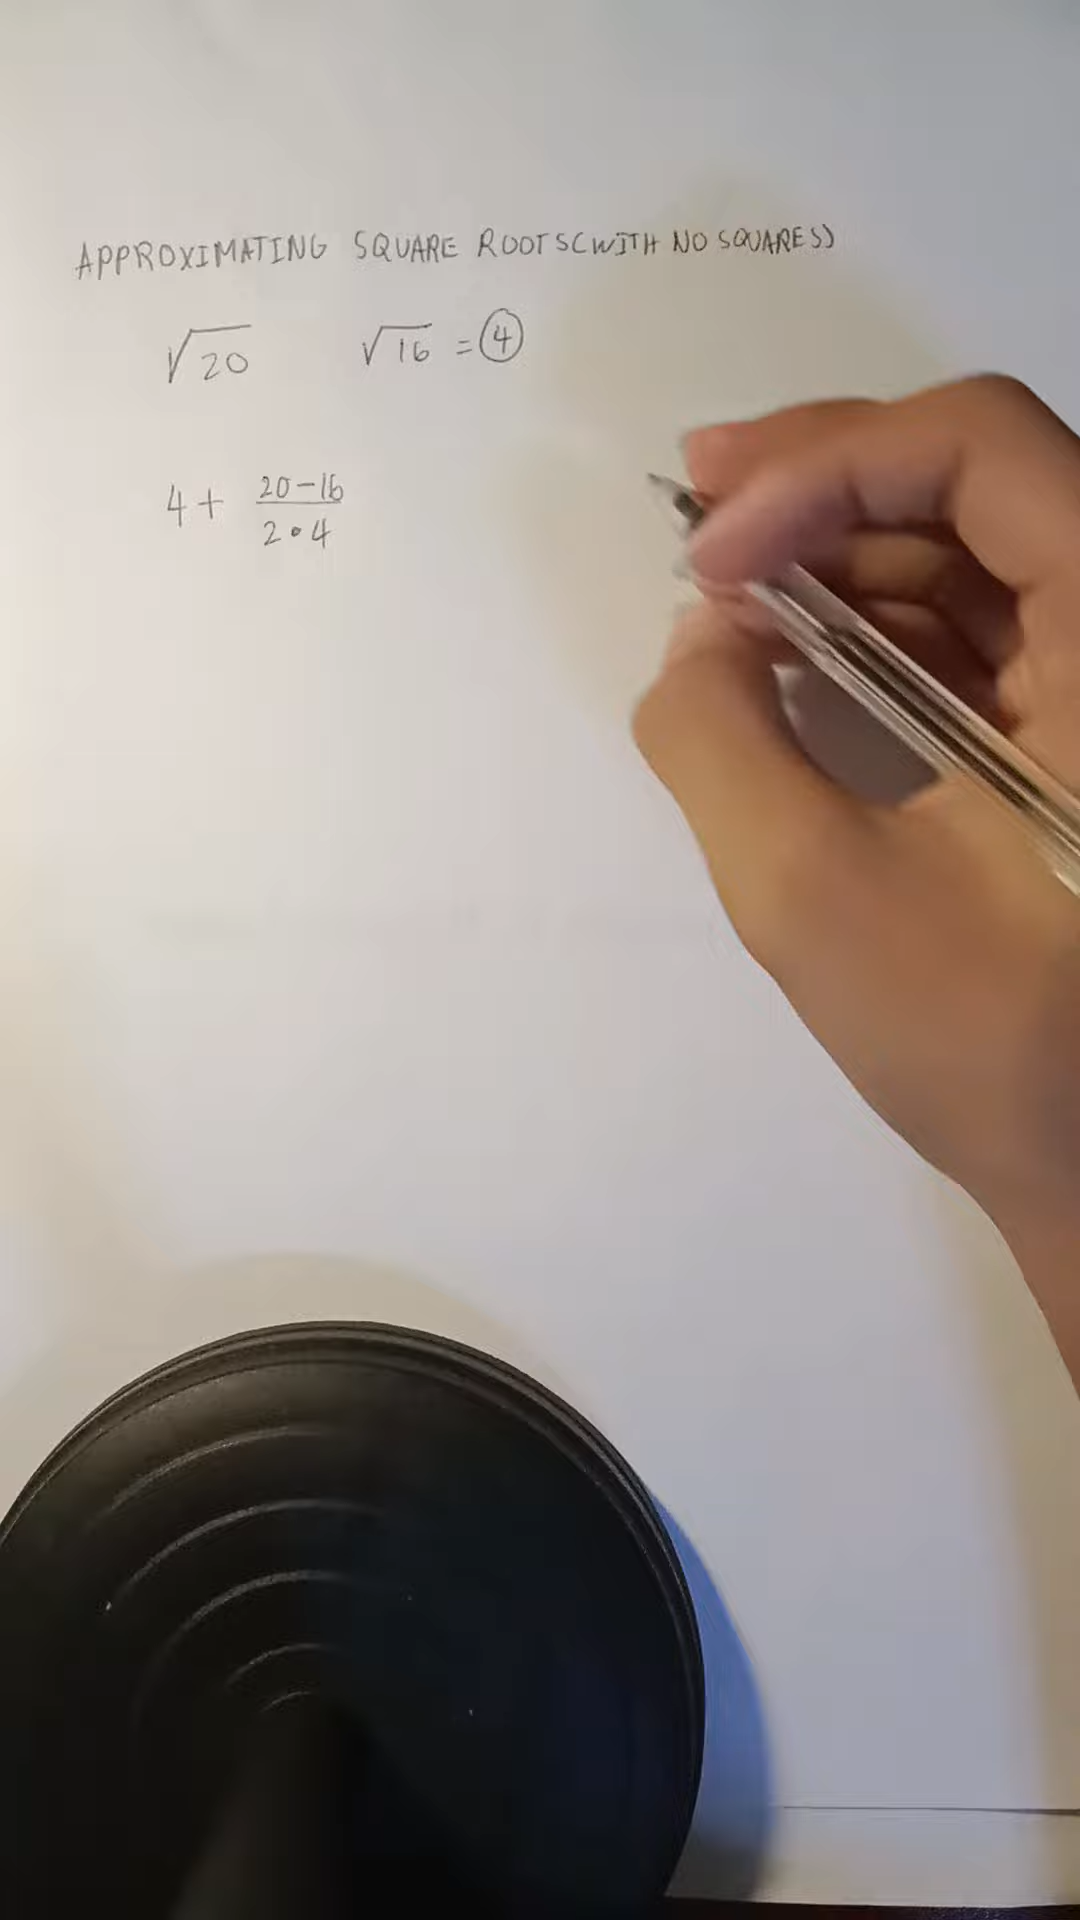 APPROXIMATING SQUARE ROOTS(WITH NO SQUARES)
√20 √16 = 4
4 + (20-16)/(2•4)